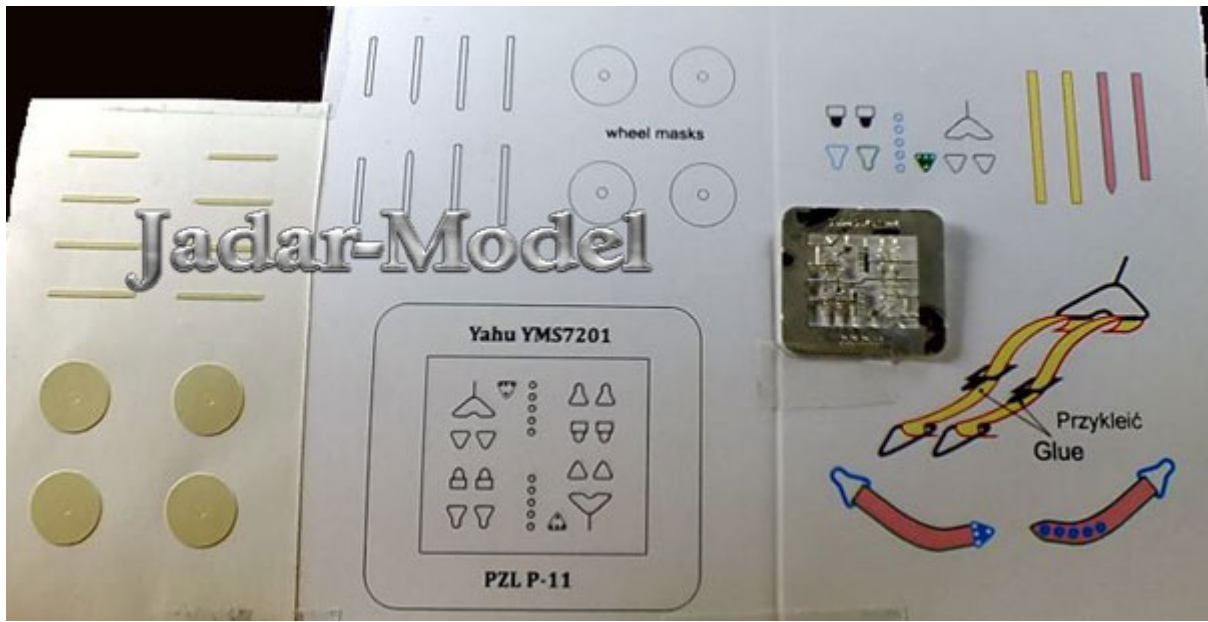 wheel masks
Jadar-Model
Yahu YMS7201
PZL P-11
Przykleić
Glue